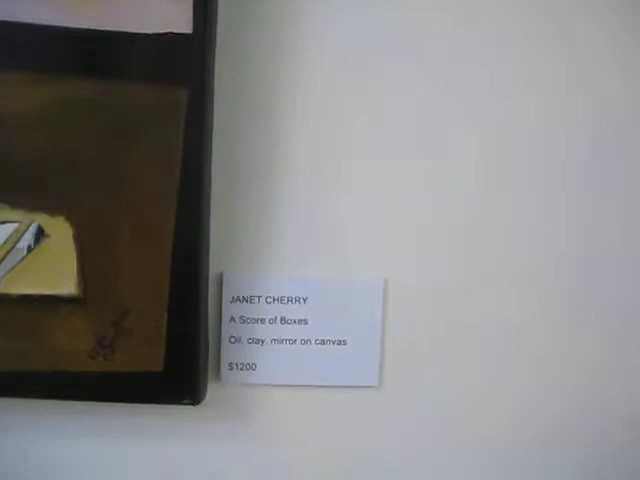 JANET CHERRY
A Score of Boxes
Oil, clay, mirror on canvas
$1200